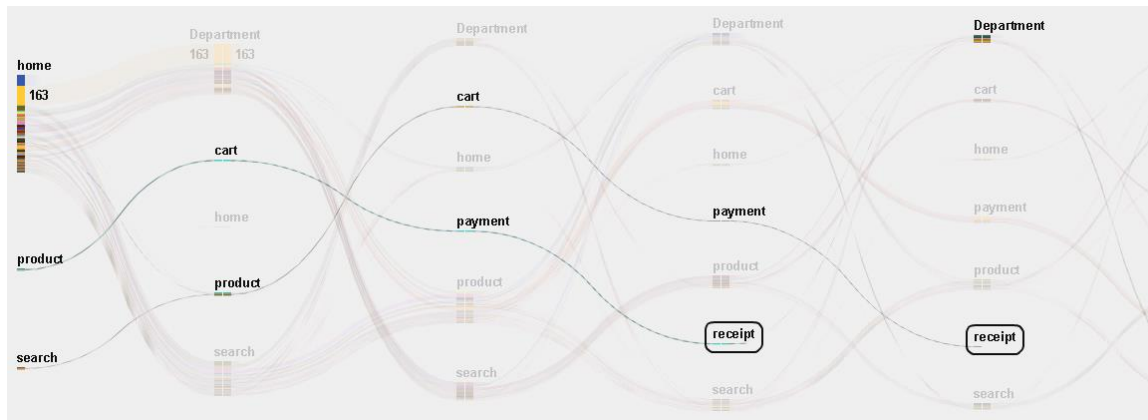 home
163
product
search
Department
163 163
cart
home
product
search
Department
cart
home
payment
product
search
Department
cart
home
payment
product
receipt
search
Department
cart
home
payment
product
receipt
search